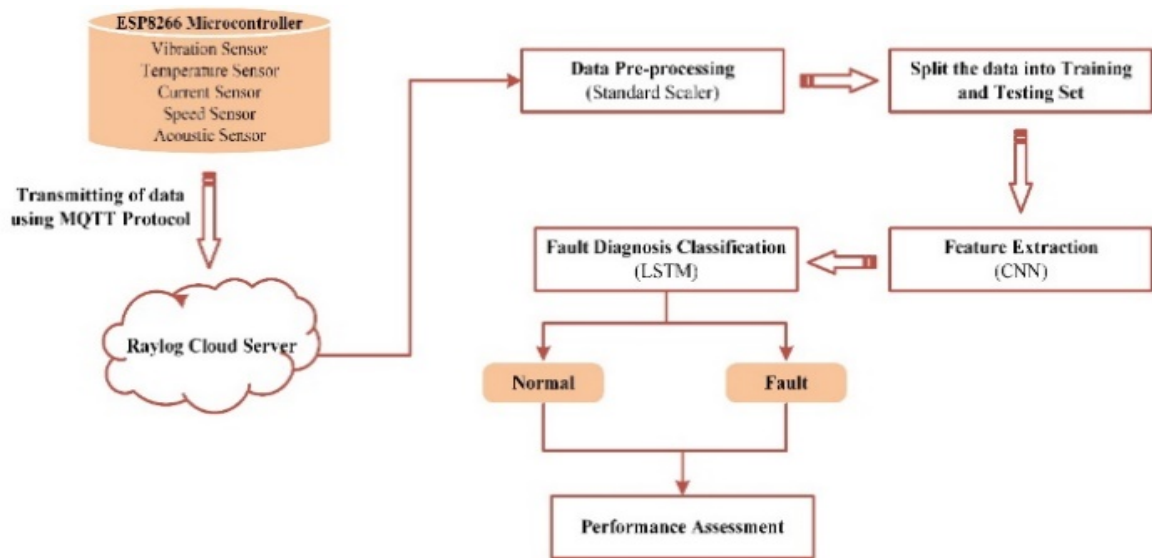 ESP8266 Microcontroller
Vibration Sensor
Temperature Sensor
Current Sensor
Speed Sensor
Acoustic Sensor
Transmitting of data
using MQTT Protocol
Raylog Cloud Server
Data Pre-processing
(Standard Scaler)
Split the data into Training
and Testing Set
Feature Extraction
(CNN)
Fault Diagnosis Classification
(LSTM)
Normal
Fault
Performance Assessment